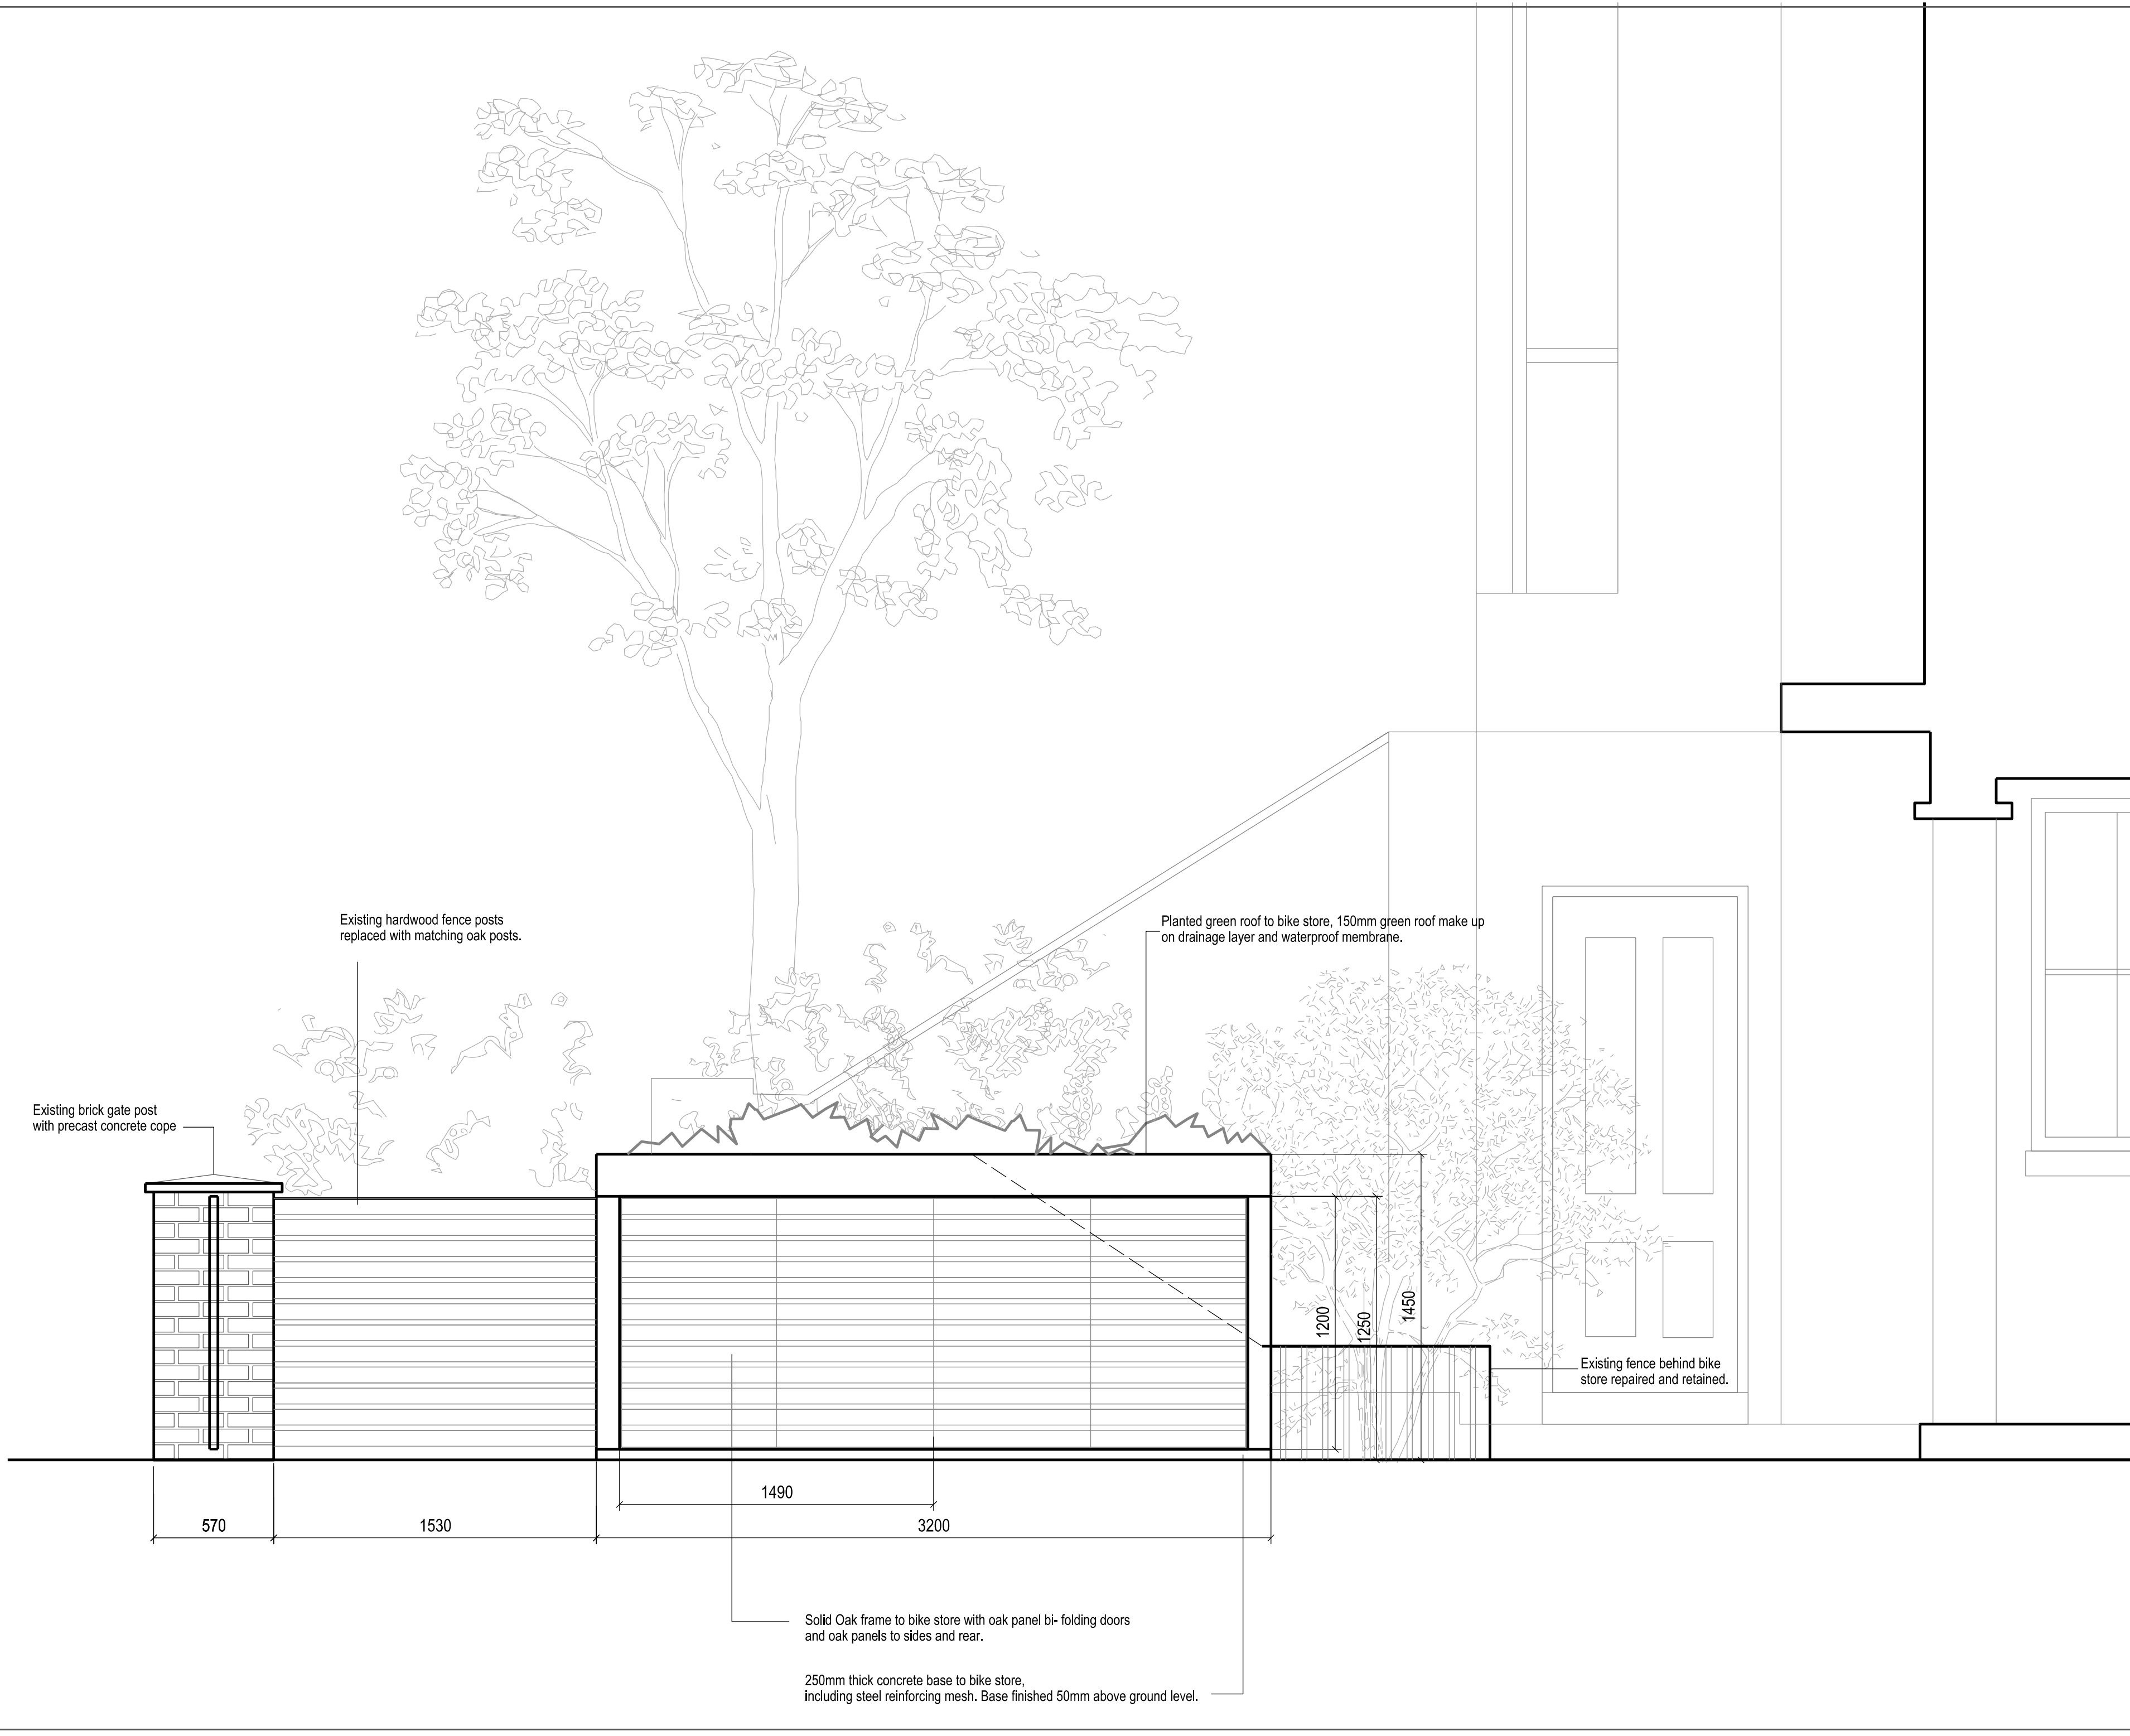 Existing hardwood fence posts
replaced with matching oak posts.
Planted green roof to bike store, 150mm green roof make up
on drainage layer and waterproof membrane.
Existing brick gate post
with precast concrete cope
1200
1250
1450
Existing fence behind bike
store repaired and retained.
1490
570
1530
3200
Solid Oak frame to bike store with oak panel bi- folding doors
and oak panels to sides and rear.
250mm thick concrete base to bike store,
including steel reinforcing mesh. Base finished 50mm above ground level.